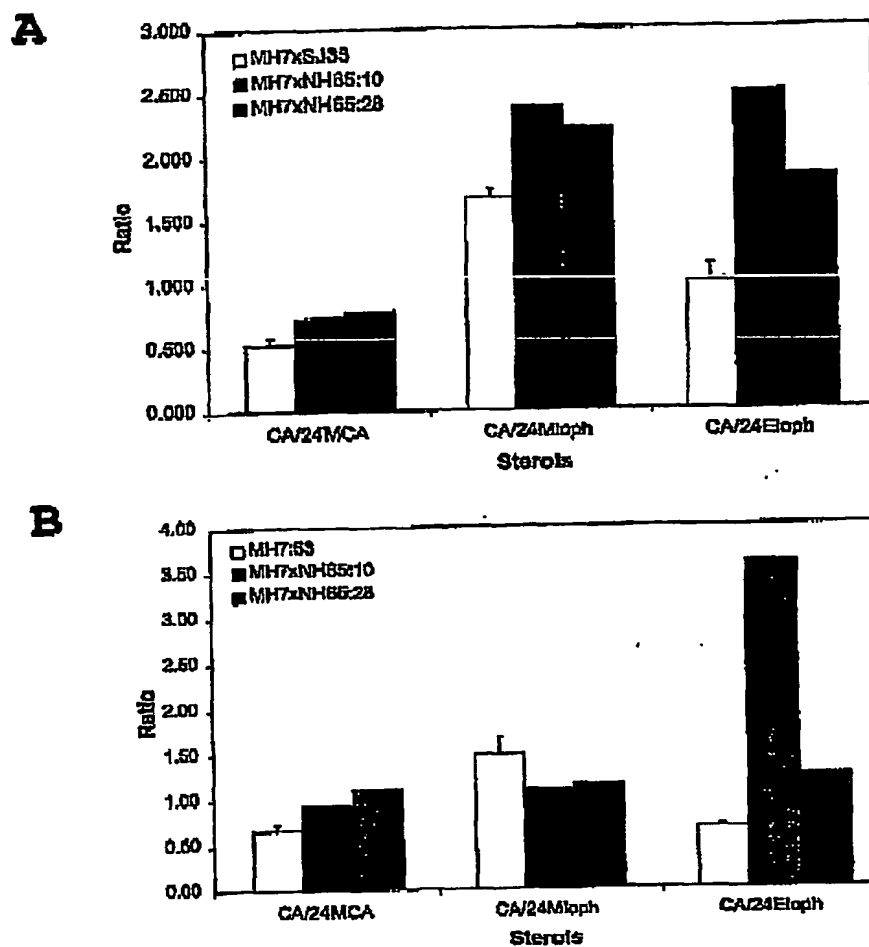 A
3.000
2.500
2.000
1.500
1.000
0.500
0.000
Ratio
MH7xSJ33
MH7xNH65:10
MH7xNH65:28
CA/24MCA
CA/24Mloph
CA/24Eloph
Sterols
B
4.00
3.50
3.00
2.50
2.00
1.50
1.00
0.50
0.00
Ratio
MH7:53
MH7xNH65:10
MH7xNH65:28
CA/24MCA
CA/24Mloph
CA/24Eloph
Sterols